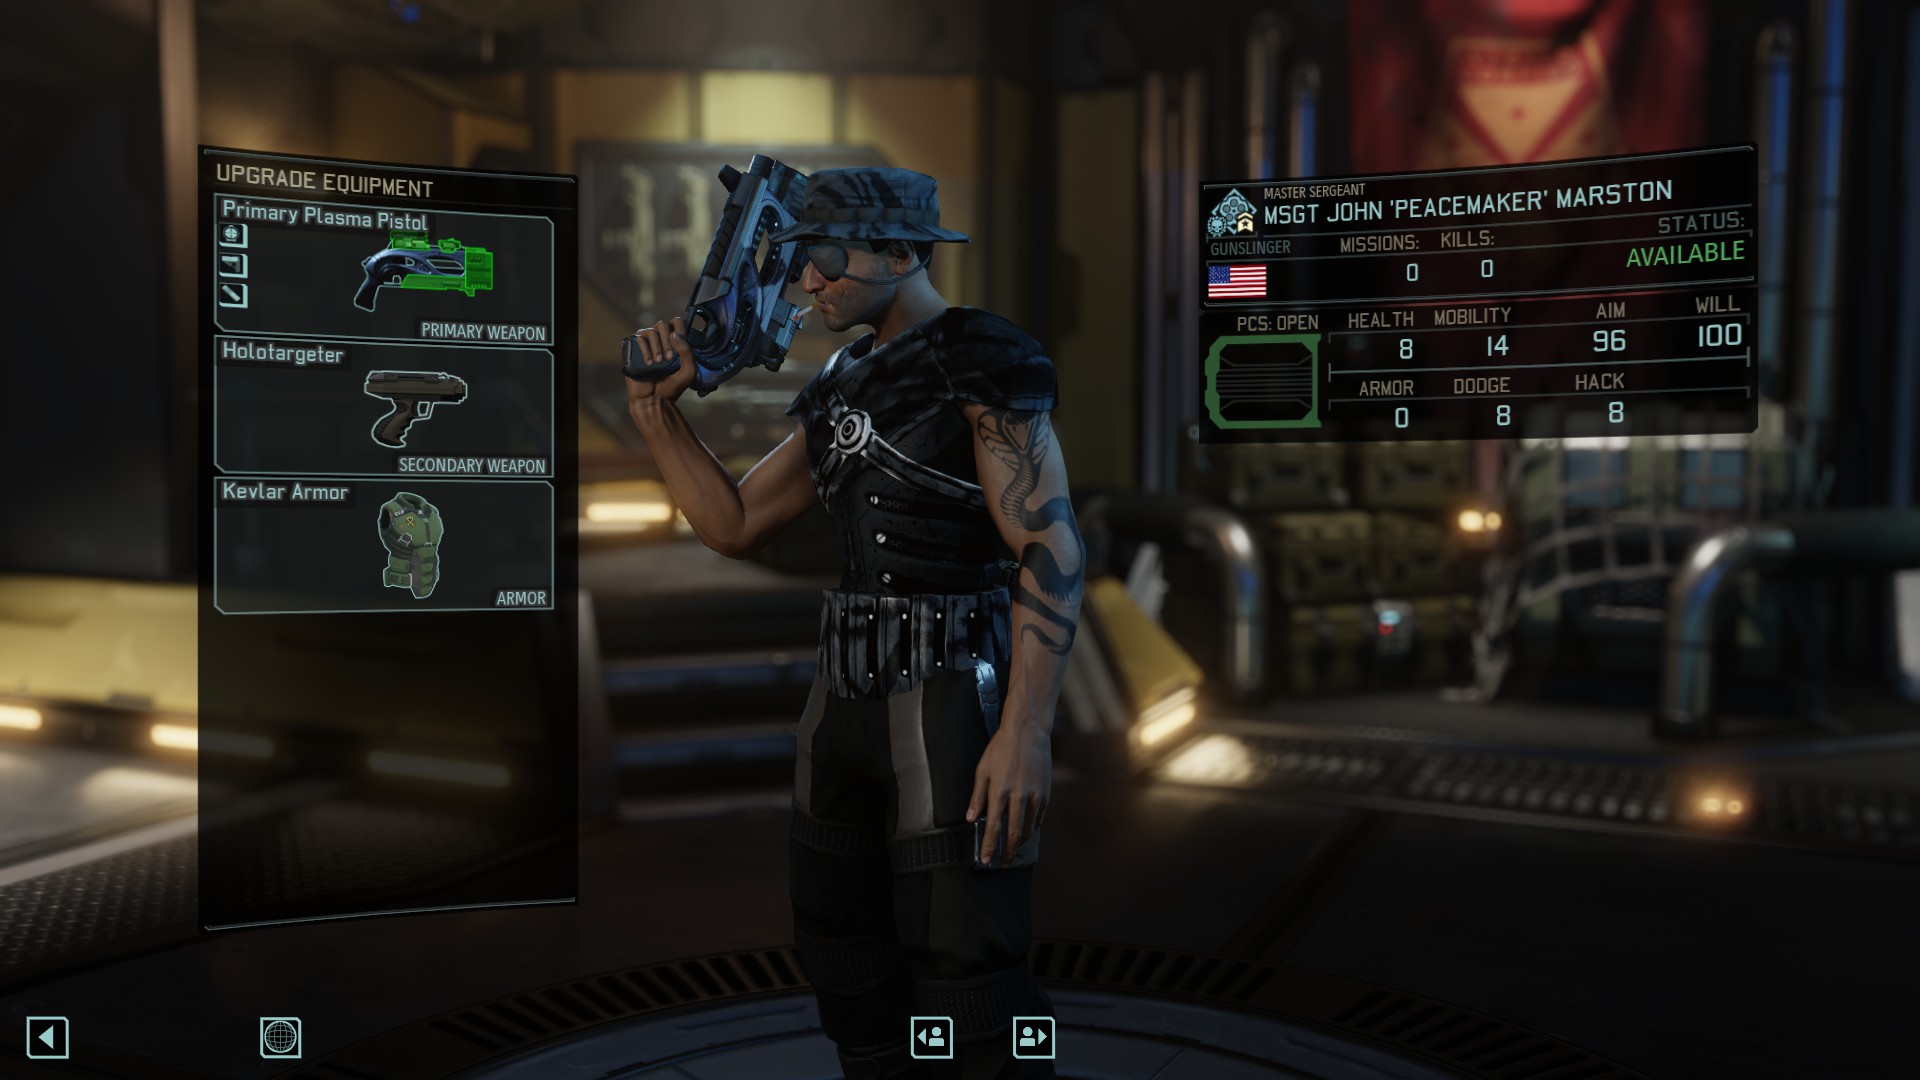 UPGRADE EQUIPMENT
Primary Plasma Pistol
PRIMARY WEAPON
Holotargeter
SECONDARY WEAPON
Kevlar Armor
ARMOR
MASTER SERGEANT
MSGT JOHN 'PEACEMAKER' MARSTON
GUNSLINGER
MISSIONS: KILLS: STATUS:
0 0 AVAILABLE
PCS: OPEN HEALTH MOBILITY AIM WILL
8 14 96 100
ARMOR DODGE HACK
0 8 8